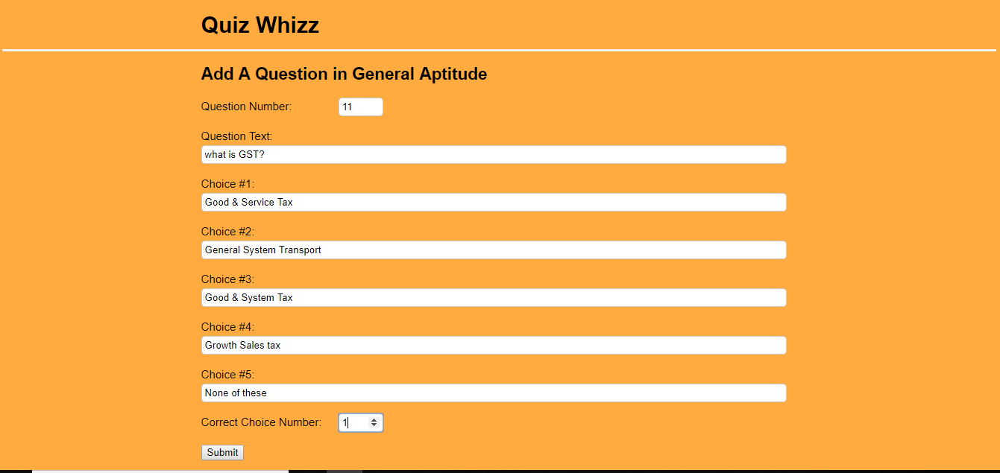 Quiz Whizz
Add A Question in General Aptitude
Question Number: 11
Question Text:
what is GST?
Choice #1:
Good & Service Tax
Choice #2:
General System Transport
Choice #3:
Good & System Tax
Choice #4:
Growth Sales tax
Choice #5:
None of these
Correct Choice Number: 1
Submit